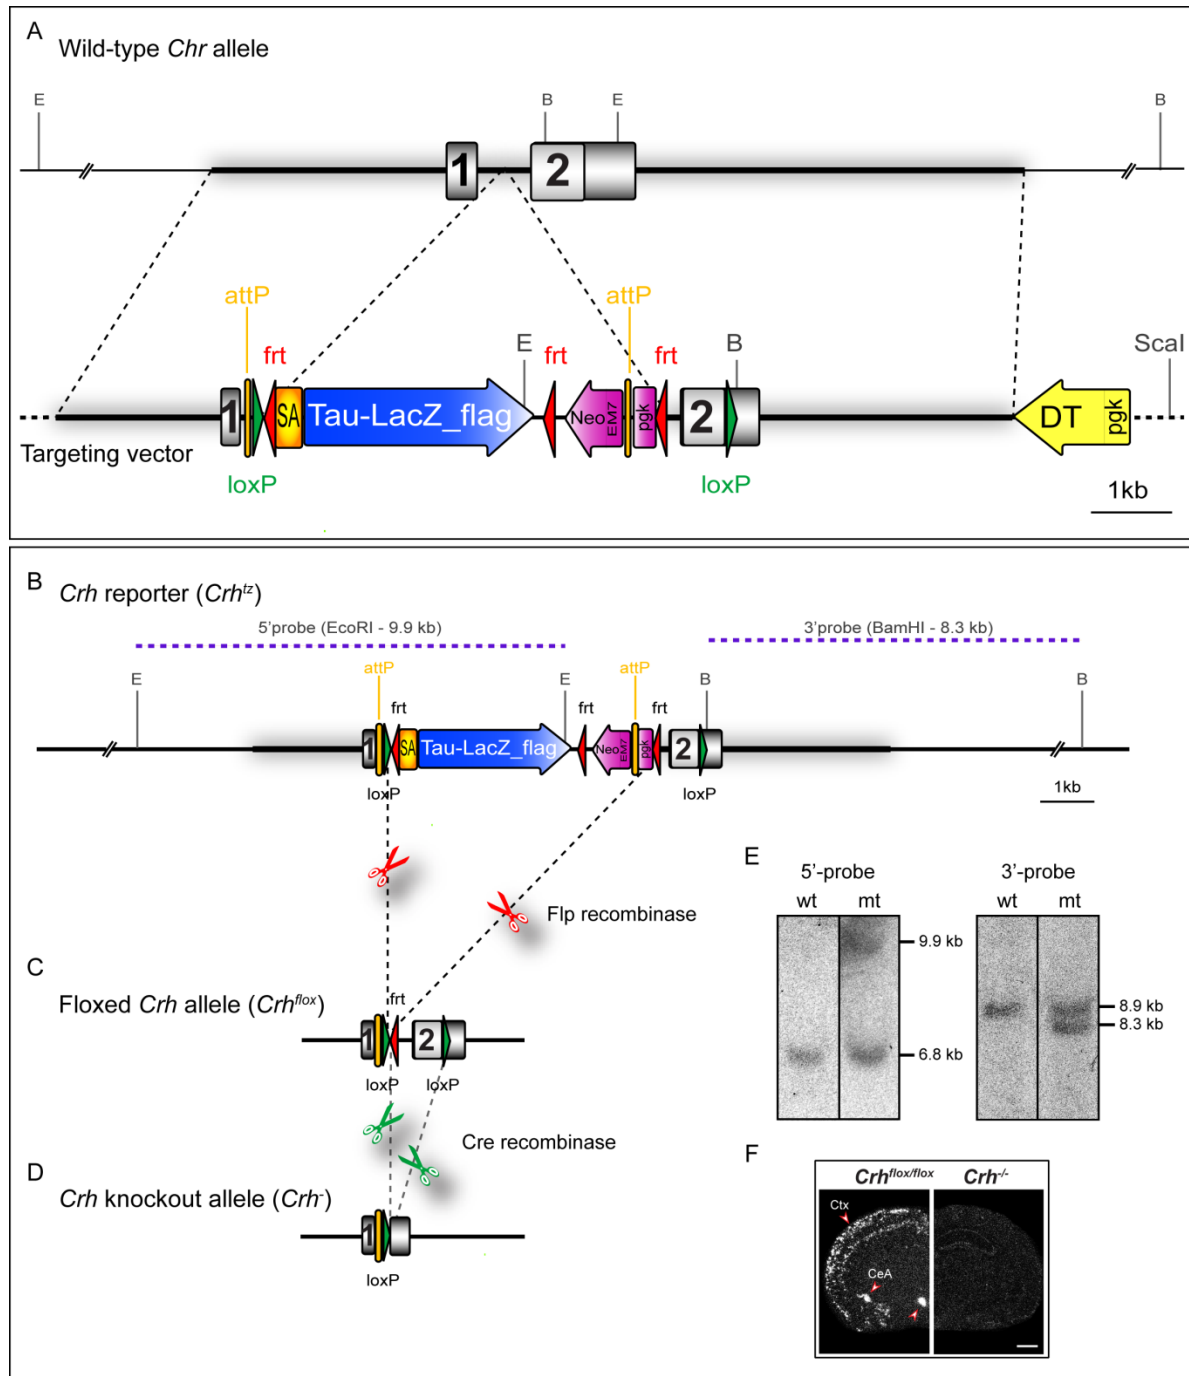 A
Wild-type Chr allele
E
B
E
B
1
2
attP
attP
frt
E
frt
frt
B
ScaI
1
SA
Tau-LacZ_flag
Neo
EM7
pgk
2
DT
pgk
Targeting vector
loxP
loxP
1kb
B
Crh reporter (Crhtz)
5'probe (EcoRI - 9.9 kb)
3'probe (BamHI - 8.3 kb)
attP
attP
E
frt
E
frt
frt
B
B
1
SA
Tau-LacZ_flag
Neo
EM7
pgk
2
loxP
loxP
1kb
E
5'-probe
3'-probe
wt
mt
wt
mt
Flp recombinase
9.9 kb
8.9 kb
8.3 kb
6.8 kb
C
Floxed Crh allele (Crhflox)
frt
1
2
loxP
loxP
Cre recombinase
D
Crh knockout allele (Crh-)
1
loxP
F
Crhflox/flox
Crh-/-
Ctx
CeA